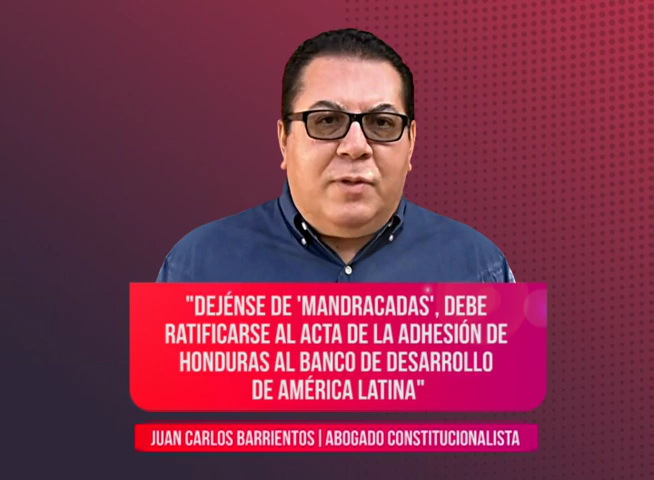 "DEJÉNSE DE 'MANDRACADAS', DEBE
RATIFICARSE AL ACTA DE LA ADHESIÓN DE
HONDURAS AL BANCO DE DESARROLLO
DE AMÉRICA LATINA"
JUAN CARLOS BARRIENTOS | ABOGADO CONSTITUCIONALISTA